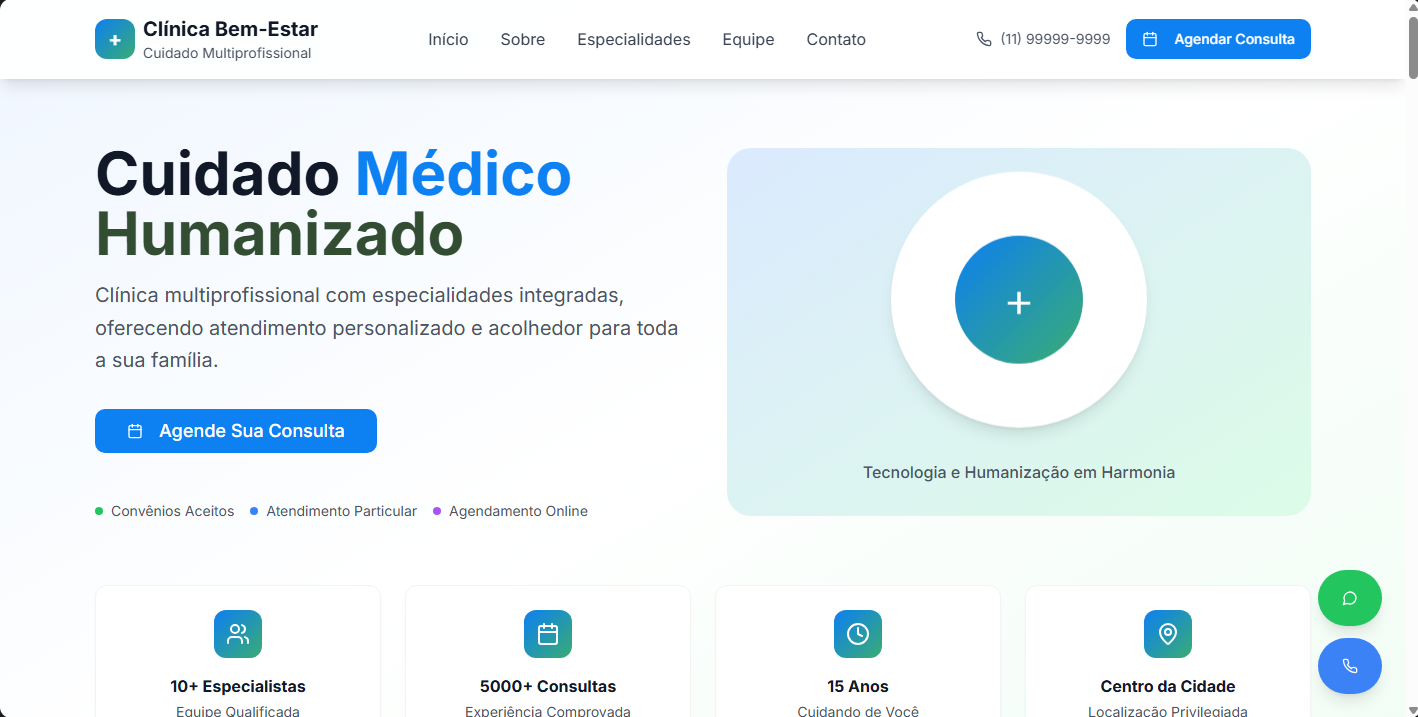 Clínica Bem-Estar
Cuidado Multiprofissional
Início
Sobre
Especialidades
Equipe
Contato
(11) 99999-9999
Agendar Consulta
Cuidado Médico
Humanizado
Clínica multiprofissional com especialidades integradas,
oferecendo atendimento personalizado e acolhedor para toda
a sua família.
Agende Sua Consulta
Convênios Aceitos
Atendimento Particular
Agendamento Online
Tecnologia e Humanização em Harmonia
10+ Especialistas
Equipe Qualificada
5000+ Consultas
Experiência Comprovada
15 Anos
Cuidando de Você
Centro da Cidade
Localização Privilegiada